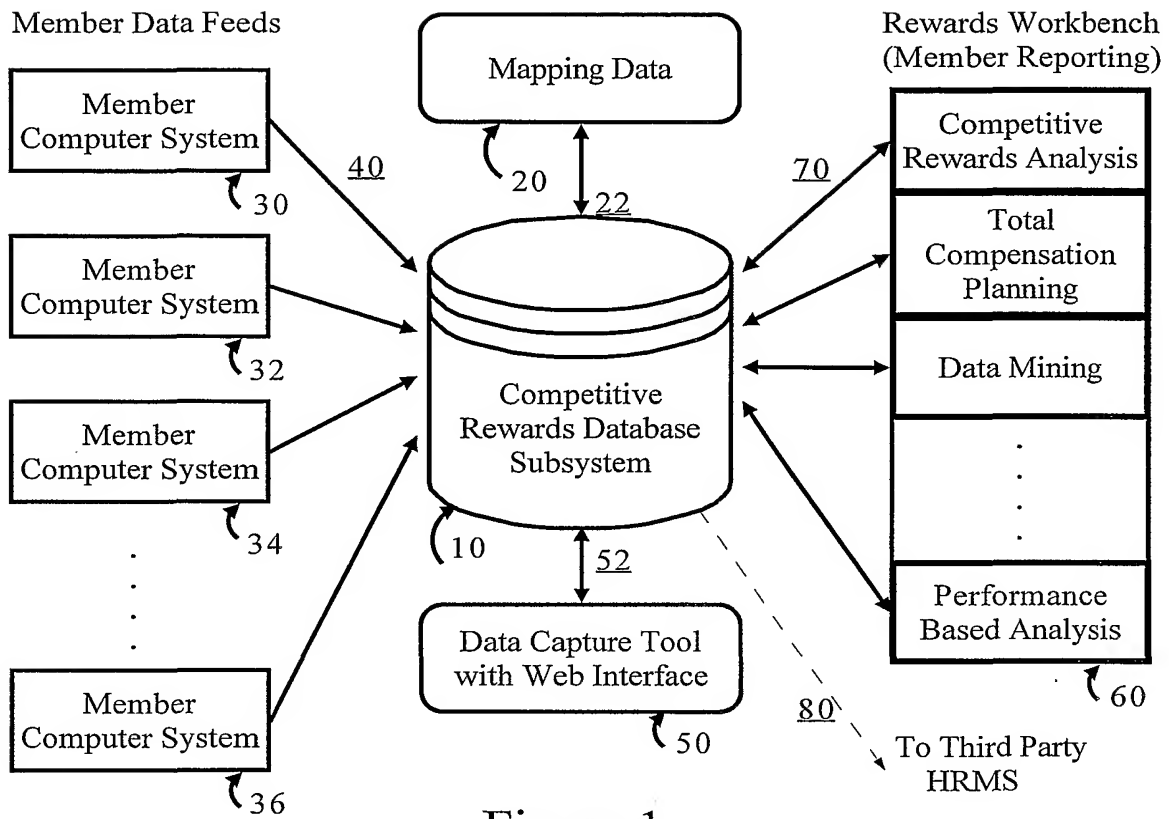 Member Data Feeds
Member
Computer System
30
40
Member
Computer System
32
Member
Computer System
34
Member
Computer System
36
Mapping Data
20
22
Competitive
Rewards Database
Subsystem
10
52
Data Capture Tool
with Web Interface
50
Rewards Workbench
(Member Reporting)
70
Competitive
Rewards Analysis
Total
Compensation
Planning
Data Mining
Performance
Based Analysis
60
80
To Third Party
HRMS